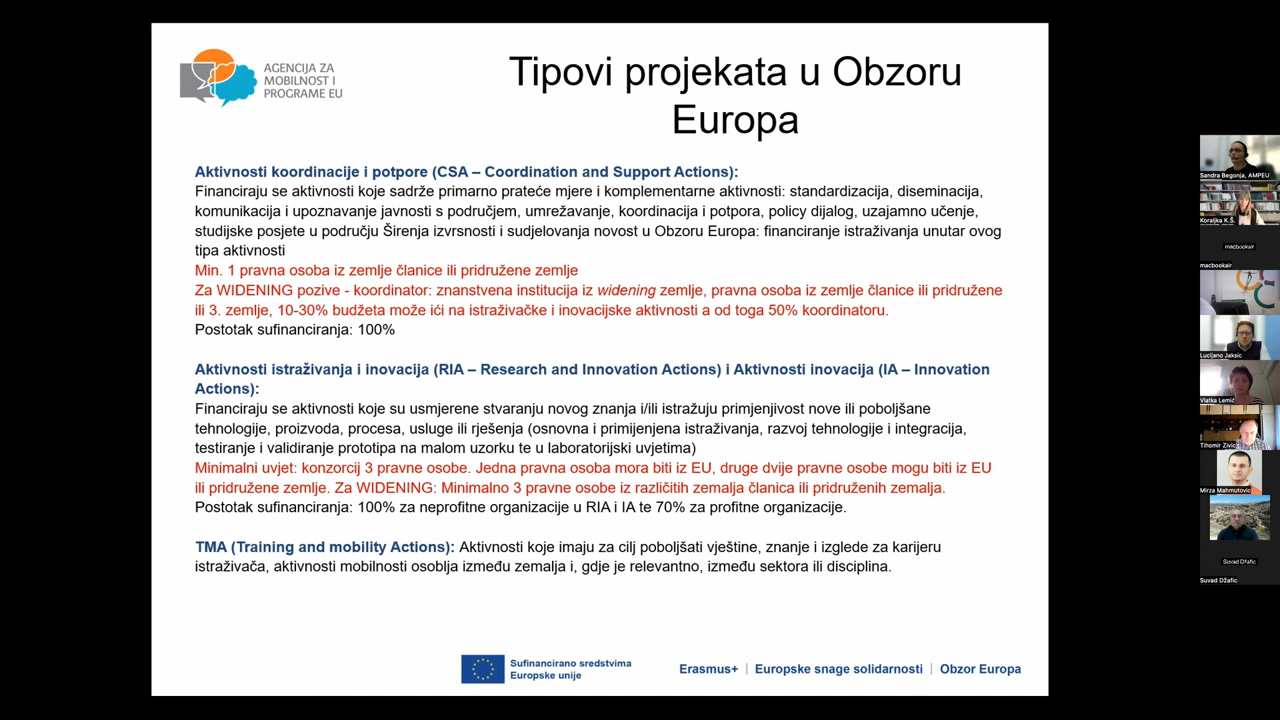 AGENCIJA ZA
MOBILNOST I
PROGRAME EU
Tipovi projekata u Obzoru
Europa
Aktivnosti koordinacije i potpore (CSA – Coordination and Support Actions):
Financiraju se aktivnosti koje sadrže primarno prateće mjere i komplementarne aktivnosti: standardizacija, diseminacija,
komunikacija i upoznavanje javnosti s područjem, umrežavanje, koordinacija i potpora, policy dijalog, uzajamno učenje,
studijske posjete u području Širenja izvrsnosti i sudjelovanja novost u Obzoru Europa: financiranje istraživanja unutar ovog
tipa aktivnosti
Min. 1 pravna osoba iz zemlje članice ili pridružene zemlje
Za WIDENING pozive - koordinator: znanstvena institucija iz widening zemlje, pravna osoba iz zemlje članice ili pridružene
ili 3. zemlje, 10-30% budžeta može ići na istraživačke i inovacijske aktivnosti a od toga 50% koordinatoru.
Postotak sufinanciranja: 100%
Aktivnosti istraživanja i inovacija (RIA – Research and Innovation Actions) i Aktivnosti inovacija (IA – Innovation
Actions):
Financiraju se aktivnosti koje su usmjerene stvaranju novog znanja i/ili istražuju primjenjivost nove ili poboljšane
tehnologije, proizvoda, procesa, usluge ili rješenja (osnovna i primijenjena istraživanja, razvoj tehnologije i integracija,
testiranje i validiranje prototipa na malom uzorku te u laboratorijski uvjetima)
Minimalni uvjet: konzorcij 3 pravne osobe. Jedna pravna osoba mora biti iz EU, druge dvije pravne osobe mogu biti iz EU
ili pridružene zemlje. Za WIDENING: Minimalno 3 pravne osobe iz različitih zemalja članica ili pridruženih zemalja.
Postotak sufinanciranja: 100% za neprofitne organizacije u RIA i IA te 70% za profitne organizacije.
TMA (Training and mobility Actions): Aktivnosti koje imaju za cilj poboljšati vještine, znanje i izglede za karijeru
istraživača, aktivnosti mobilnosti osoblja između zemalja i, gdje je relevantno, između sektora ili disciplina.
Sufinancirano sredstvima
Europske unije
Erasmus+ | Europske snage solidarnosti | Obzor Europa
Sandra Begonja, AMPEU
Koraljka K.Š.
macbookair
macbookair
Lucijano Jaksic
Vlatka Lemić
Tihomir Zivic
Mirza Mahmutovic
Suvad Džafic
Suvad Džafic